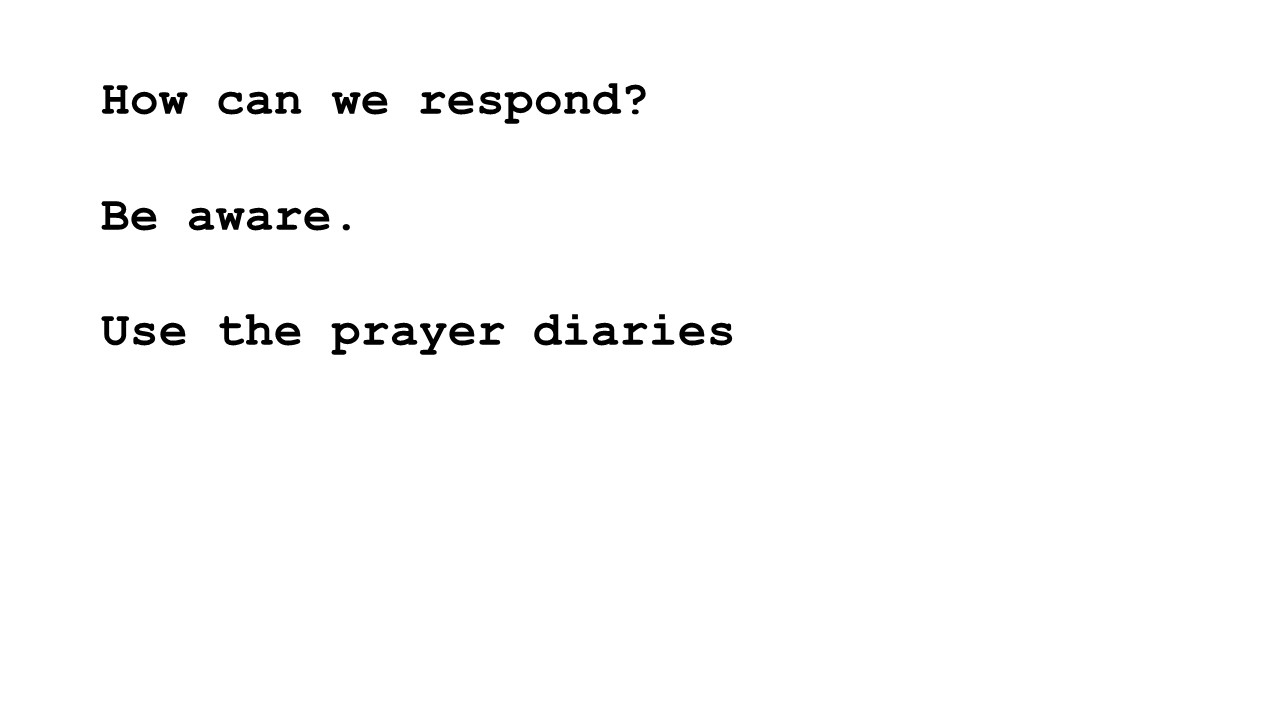 How can we respond?
Be aware.
Use the prayer diaries